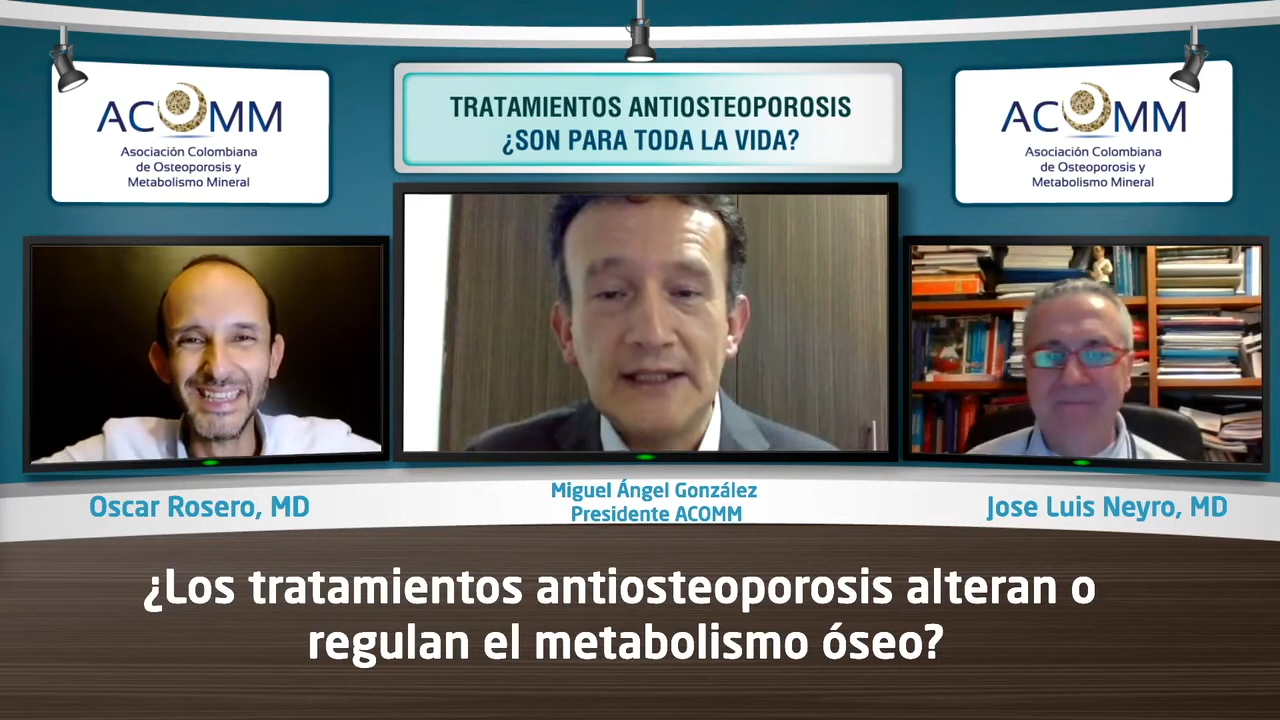 ACOMM
Asociación Colombiana
de Osteoporosis y
Metabolismo Mineral
TRATAMIENTOS ANTIOSTEOPOROSIS
¿SON PARA TODA LA VIDA?
ACOMM
Asociación Colombiana
de Osteoporosis y
Metabolismo Mineral
Oscar Rosero, MD
Miguel Ángel González
Presidente ACOMM
Jose Luis Neyro, MD
¿Los tratamientos antiosteoporosis alteran o
regulan el metabolismo óseo?